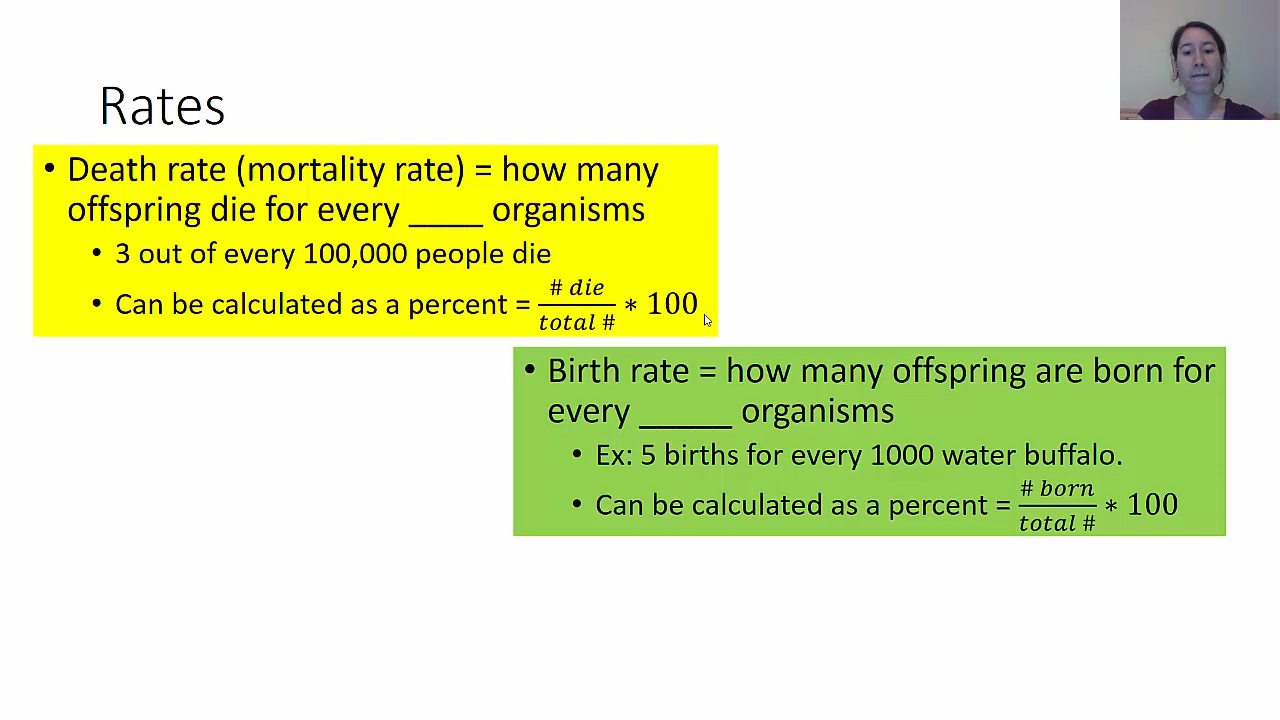 Rates
• Death rate (mortality rate) = how many
offspring die for every ____ organisms
• 3 out of every 100,000 people die
• Can be calculated as a percent = # die / total # * 100
• Birth rate = how many offspring are born for
every _____ organisms
• Ex: 5 births for every 1000 water buffalo.
• Can be calculated as a percent = # born / total # * 100